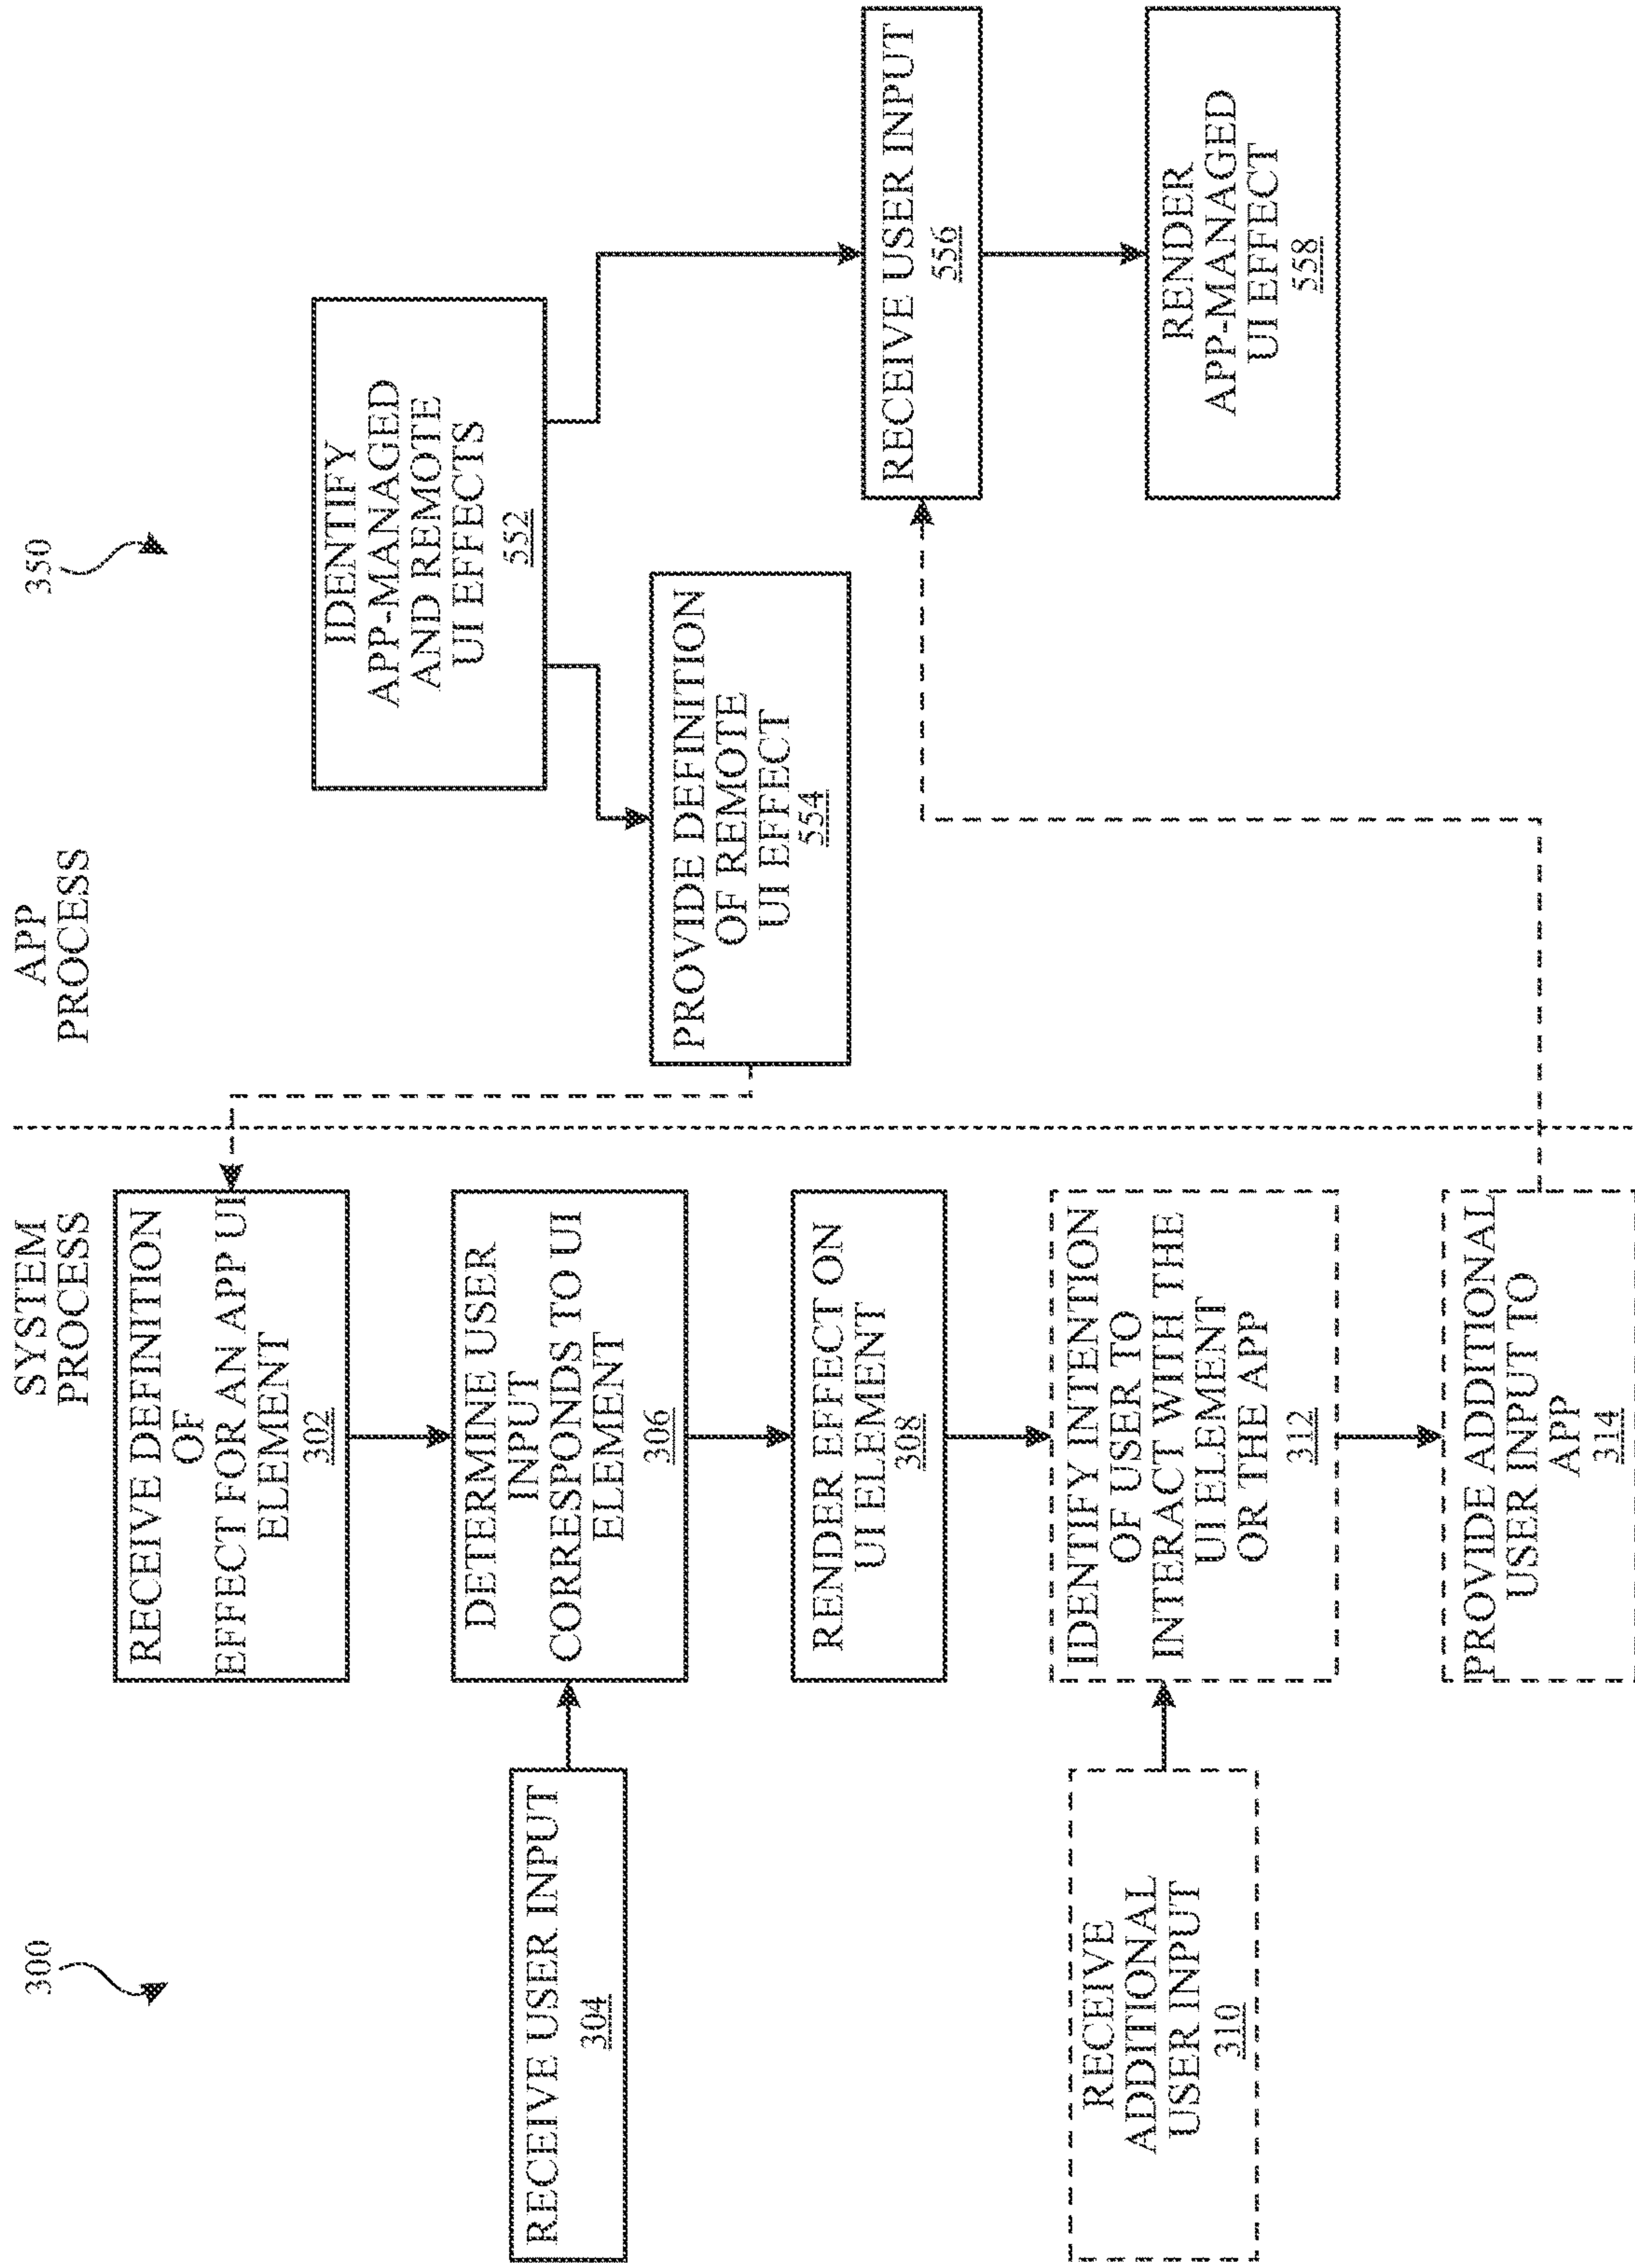 300
SYSTEM
PROCESS
APP
PROCESS
350
RECEIVE DEFINITION
OF
EFFECT FOR AN APP UI
ELEMENT
302
RECEIVE USER INPUT
304
DETERMINE USER
INPUT
CORRESPONDS TO UI
ELEMENT
306
RENDER EFFECT ON
UI ELEMENT
308
RECEIVE
ADDITIONAL
USER INPUT
310
IDENTIFY INTENTION
OF USER TO
INTERACT WITH THE
UI ELEMENT
OR THE APP
312
PROVIDE ADDITIONAL
USER INPUT TO
APP
314
IDENTIFY
APP-MANAGED
AND REMOTE
UI EFFECTS
552
PROVIDE DEFINITION
OF REMOTE
UI EFFECT
554
RECEIVE USER INPUT
556
RENDER
APP-MANAGED
UI EFFECT
558